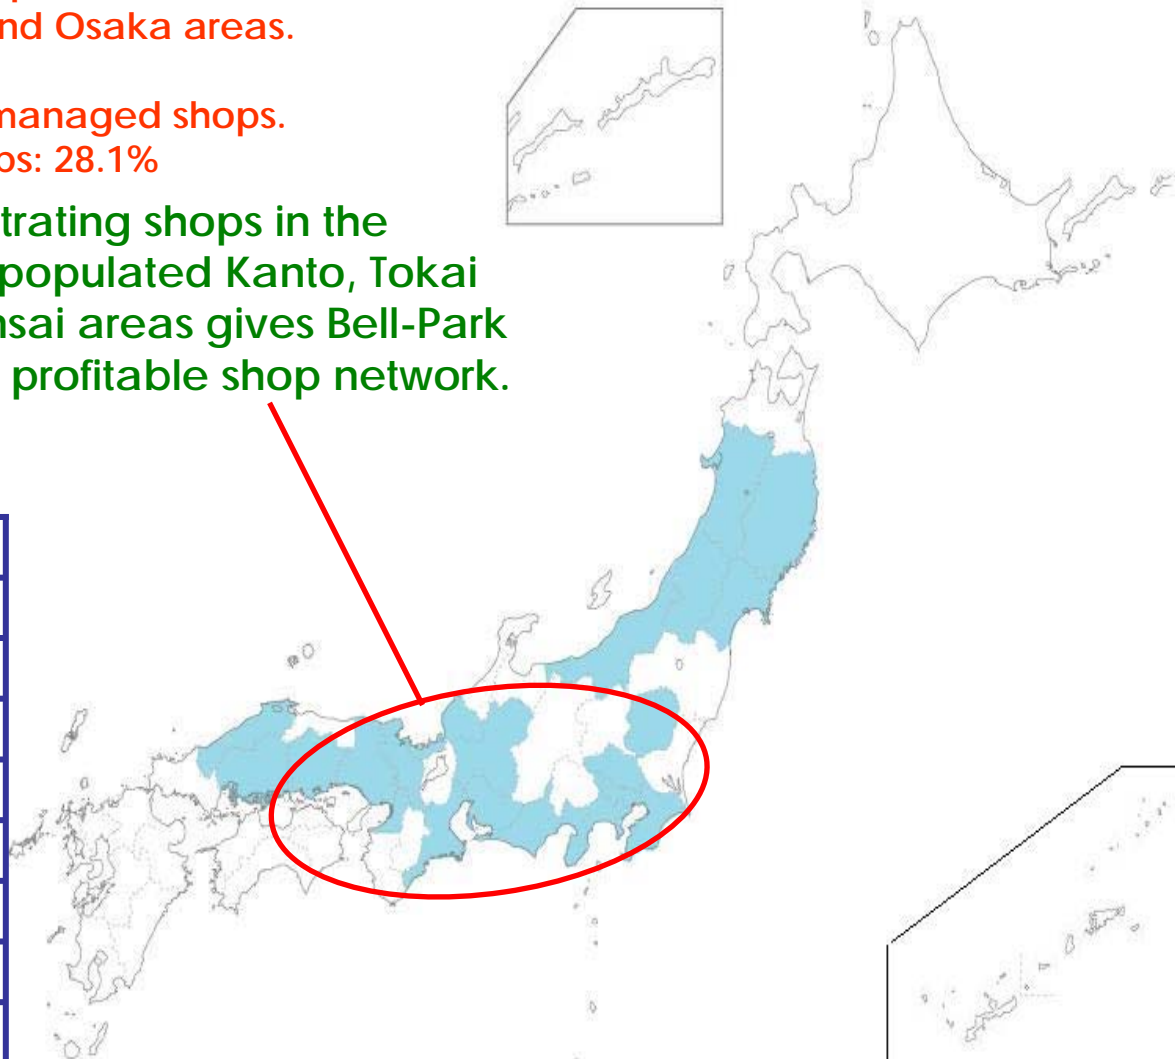 nd Osaka areas.
managed shops.
ps: 28.1%
trating shops in the
populated Kanto, Tokai
nsai areas gives Bell-Park
profitable shop network.